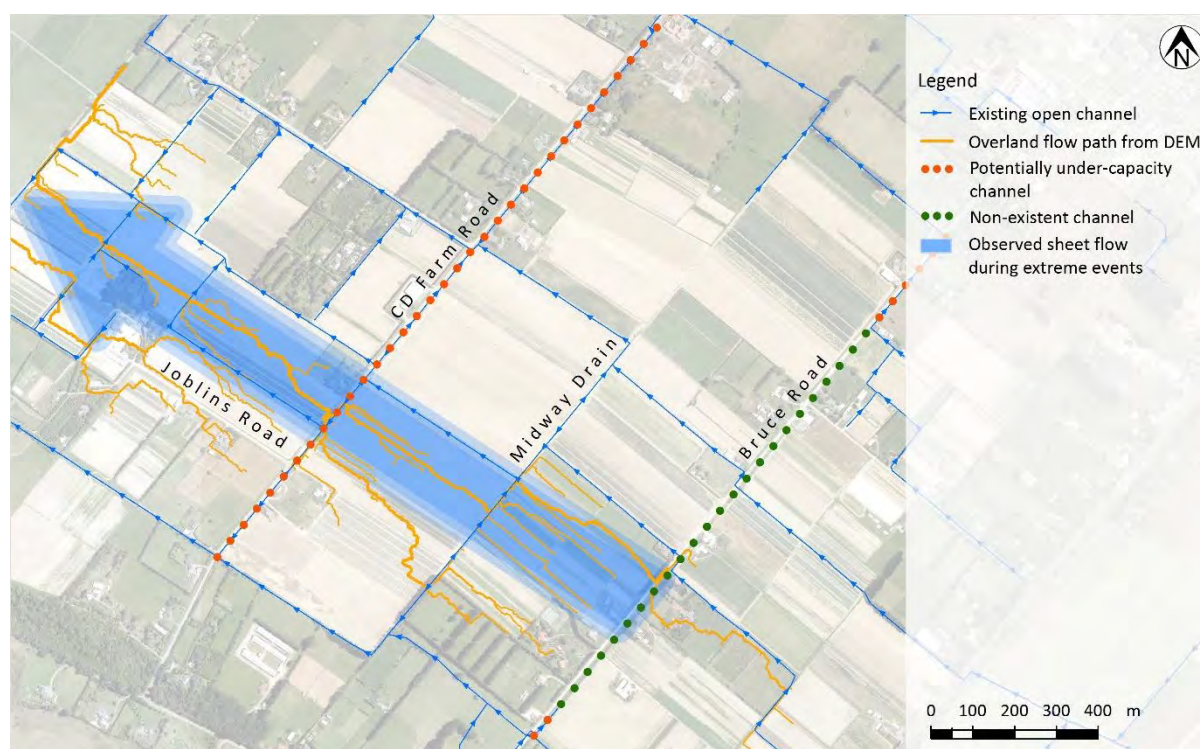 N
Legend
Existing open channel
Overland flow path from DEM
Potentially under-capacity
channel
Non-existent channel
Observed sheet flow
during extreme events
CD Farm Road
Midway Drain
Bruce Road
Joblins Road
0 100 200 300 400 m